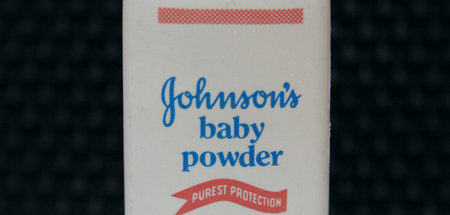 Johnson's
baby
powder
PUREST PROTECTION